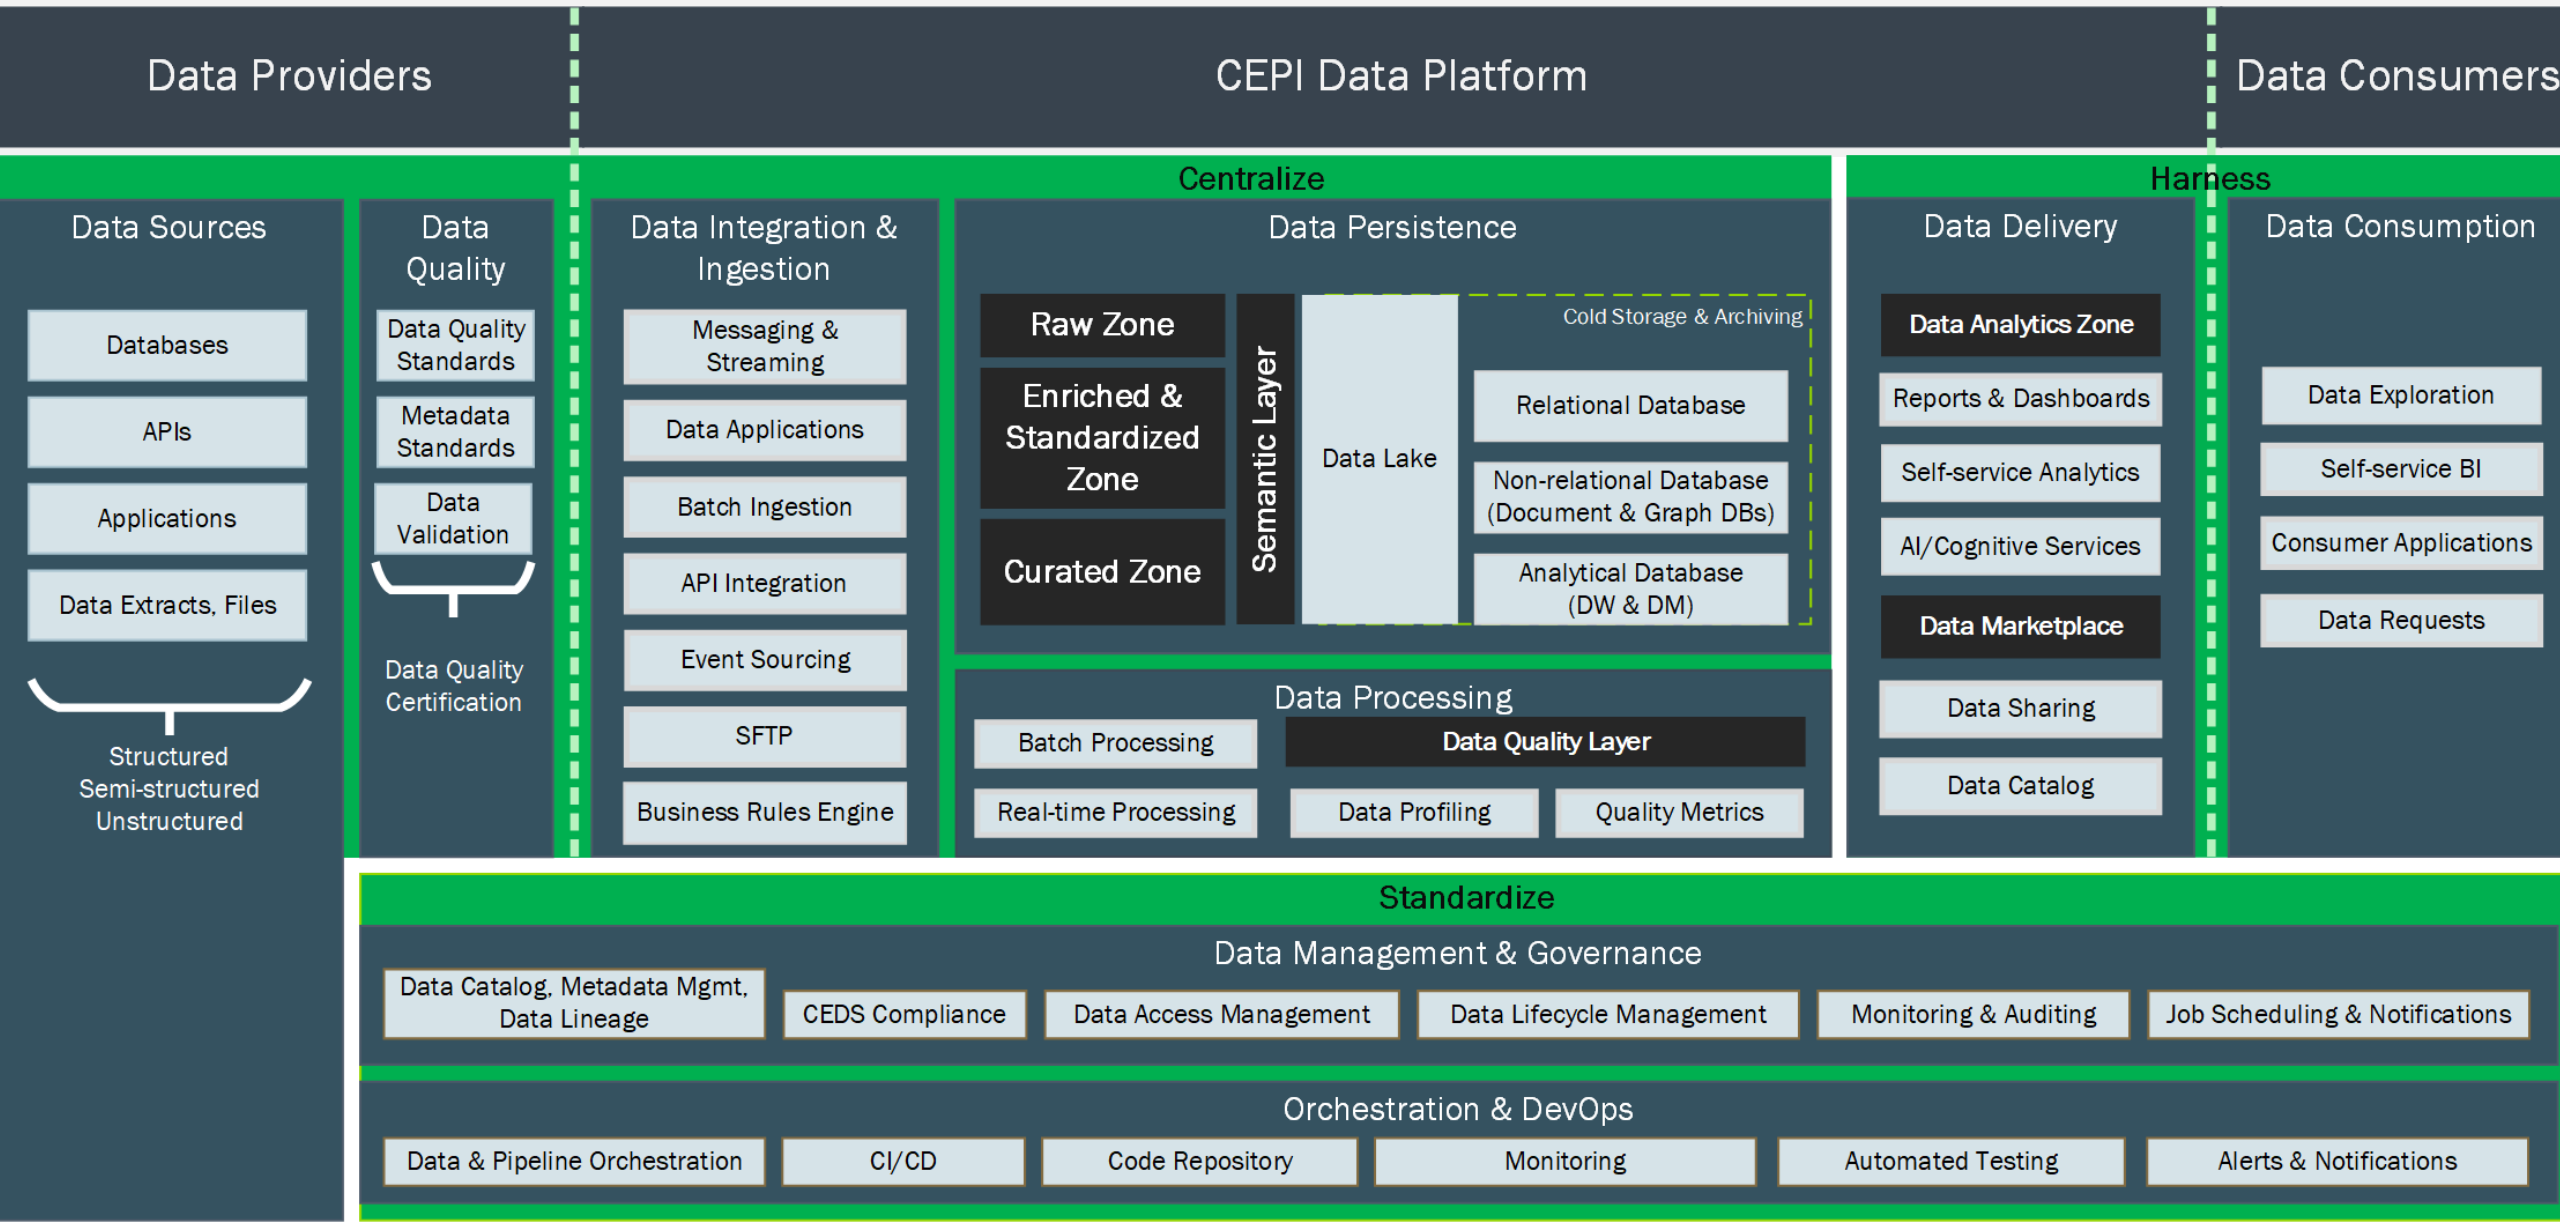 Data Providers
CEPI Data Platform
Data Consumers
Centralize
Harness
Data Sources
Databases
APIs
Applications
Data Extracts, Files
Structured
Semi-structured
Unstructured
Data
Quality
Data Quality
Standards
Metadata
Standards
Data
Validation
Data Quality
Certification
Data Integration &
Ingestion
Messaging &
Streaming
Data Applications
Batch Ingestion
API Integration
Event Sourcing
SFTP
Business Rules Engine
Data Persistence
Raw Zone
Enriched &
Standardized
Zone
Curated Zone
Semantic Layer
Data Lake
Cold Storage & Archiving
Relational Database
Non-relational Database
(Document & Graph DBs)
Analytical Database
(DW & DM)
Data Processing
Batch Processing
Data Quality Layer
Real-time Processing
Data Profiling
Quality Metrics
Data Delivery
Data Analytics Zone
Reports & Dashboards
Self-service Analytics
AI/Cognitive Services
Data Marketplace
Data Sharing
Data Catalog
Data Consumption
Data Exploration
Self-service BI
Consumer Applications
Data Requests
Standardize
Data Management & Governance
Data Catalog, Metadata Mgmt,
Data Lineage
CEDS Compliance
Data Access Management
Data Lifecycle Management
Monitoring & Auditing
Job Scheduling & Notifications
Orchestration & DevOps
Data & Pipeline Orchestration
CI/CD
Code Repository
Monitoring
Automated Testing
Alerts & Notifications